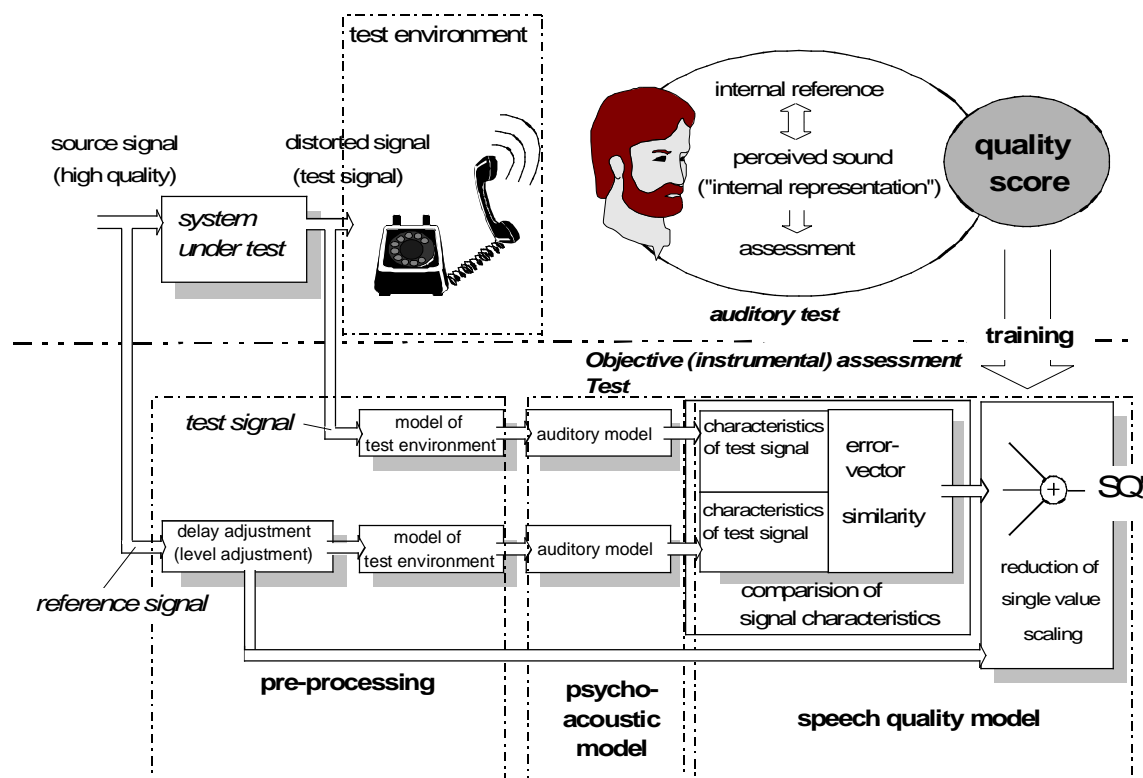 test environment
source signal
(high quality)
distorted signal
(test signal)
system
under test
internal reference
perceived sound
("internal representation")
assessment
auditory test
quality
score
training
Objective (instrumental) assessment
Test
test signal
model of
test environment
auditory model
characteristics
of test signal
error-
vector
similarity
delay adjustment
(level adjustment)
model of
test environment
auditory model
characteristics
of test signal
reference signal
comparision of
signal characteristics
+
reduction of
single value
scaling
pre-processing
psycho-
acoustic
model
speech quality model